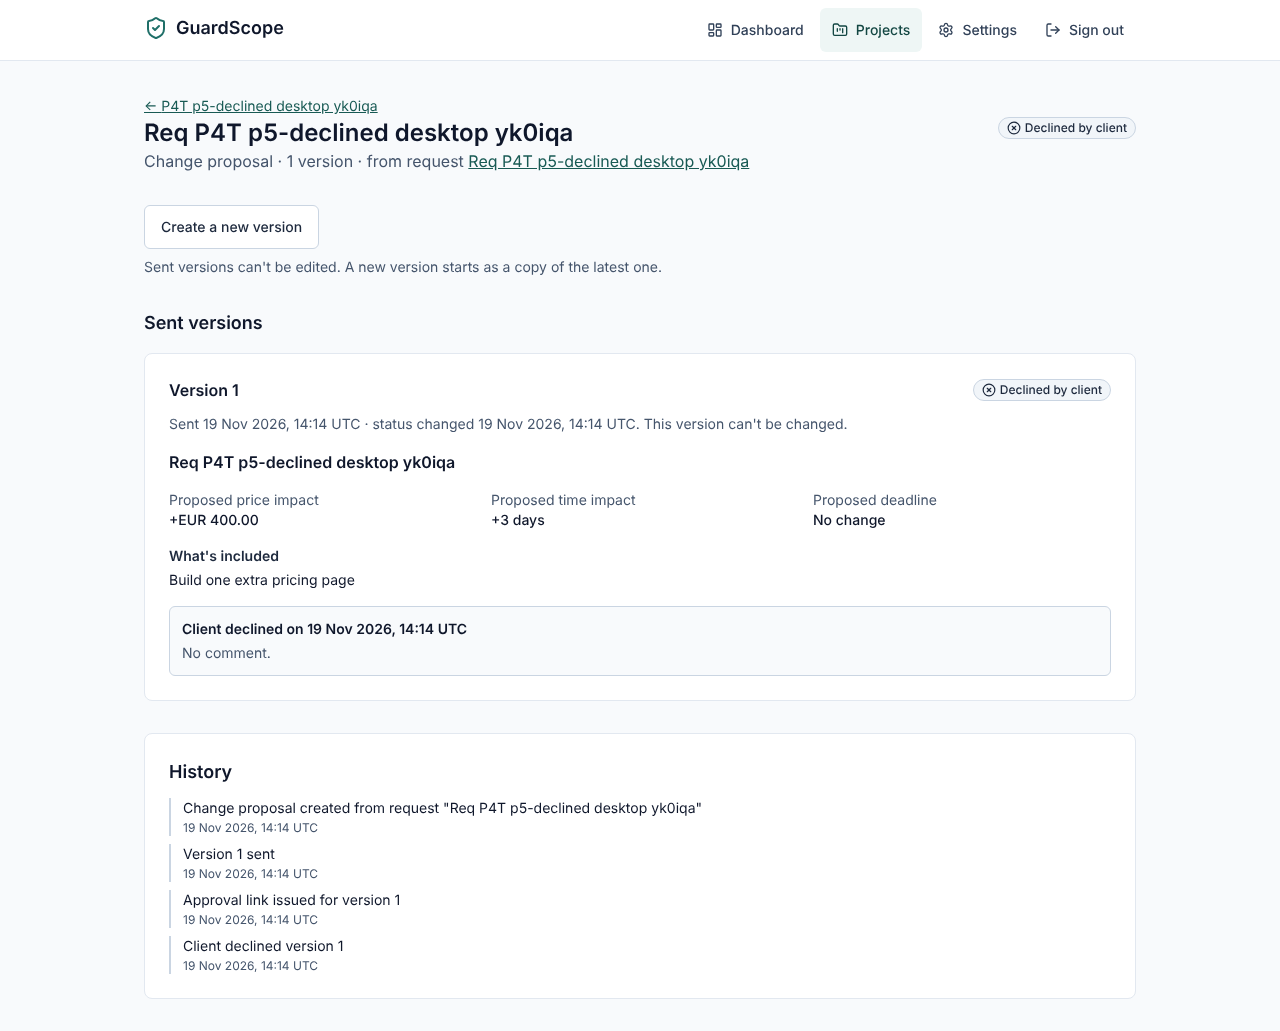 GuardScope
Dashboard
Projects
Settings
Sign out
← P4T p5-declined desktop yk0iqa
Req P4T p5-declined desktop yk0iqa
Declined by client
Change proposal · 1 version · from request Req P4T p5-declined desktop yk0iqa
Create a new version
Sent versions can't be edited. A new version starts as a copy of the latest one.
Sent versions
Version 1
Declined by client
Sent 19 Nov 2026, 14:14 UTC · status changed 19 Nov 2026, 14:14 UTC. This version can't be changed.
Req P4T p5-declined desktop yk0iqa
Proposed price impact
+EUR 400.00
Proposed time impact
+3 days
Proposed deadline
No change
What's included
Build one extra pricing page
Client declined on 19 Nov 2026, 14:14 UTC
No comment.
History
Change proposal created from request "Req P4T p5-declined desktop yk0iqa"
19 Nov 2026, 14:14 UTC
Version 1 sent
19 Nov 2026, 14:14 UTC
Approval link issued for version 1
19 Nov 2026, 14:14 UTC
Client declined version 1
19 Nov 2026, 14:14 UTC